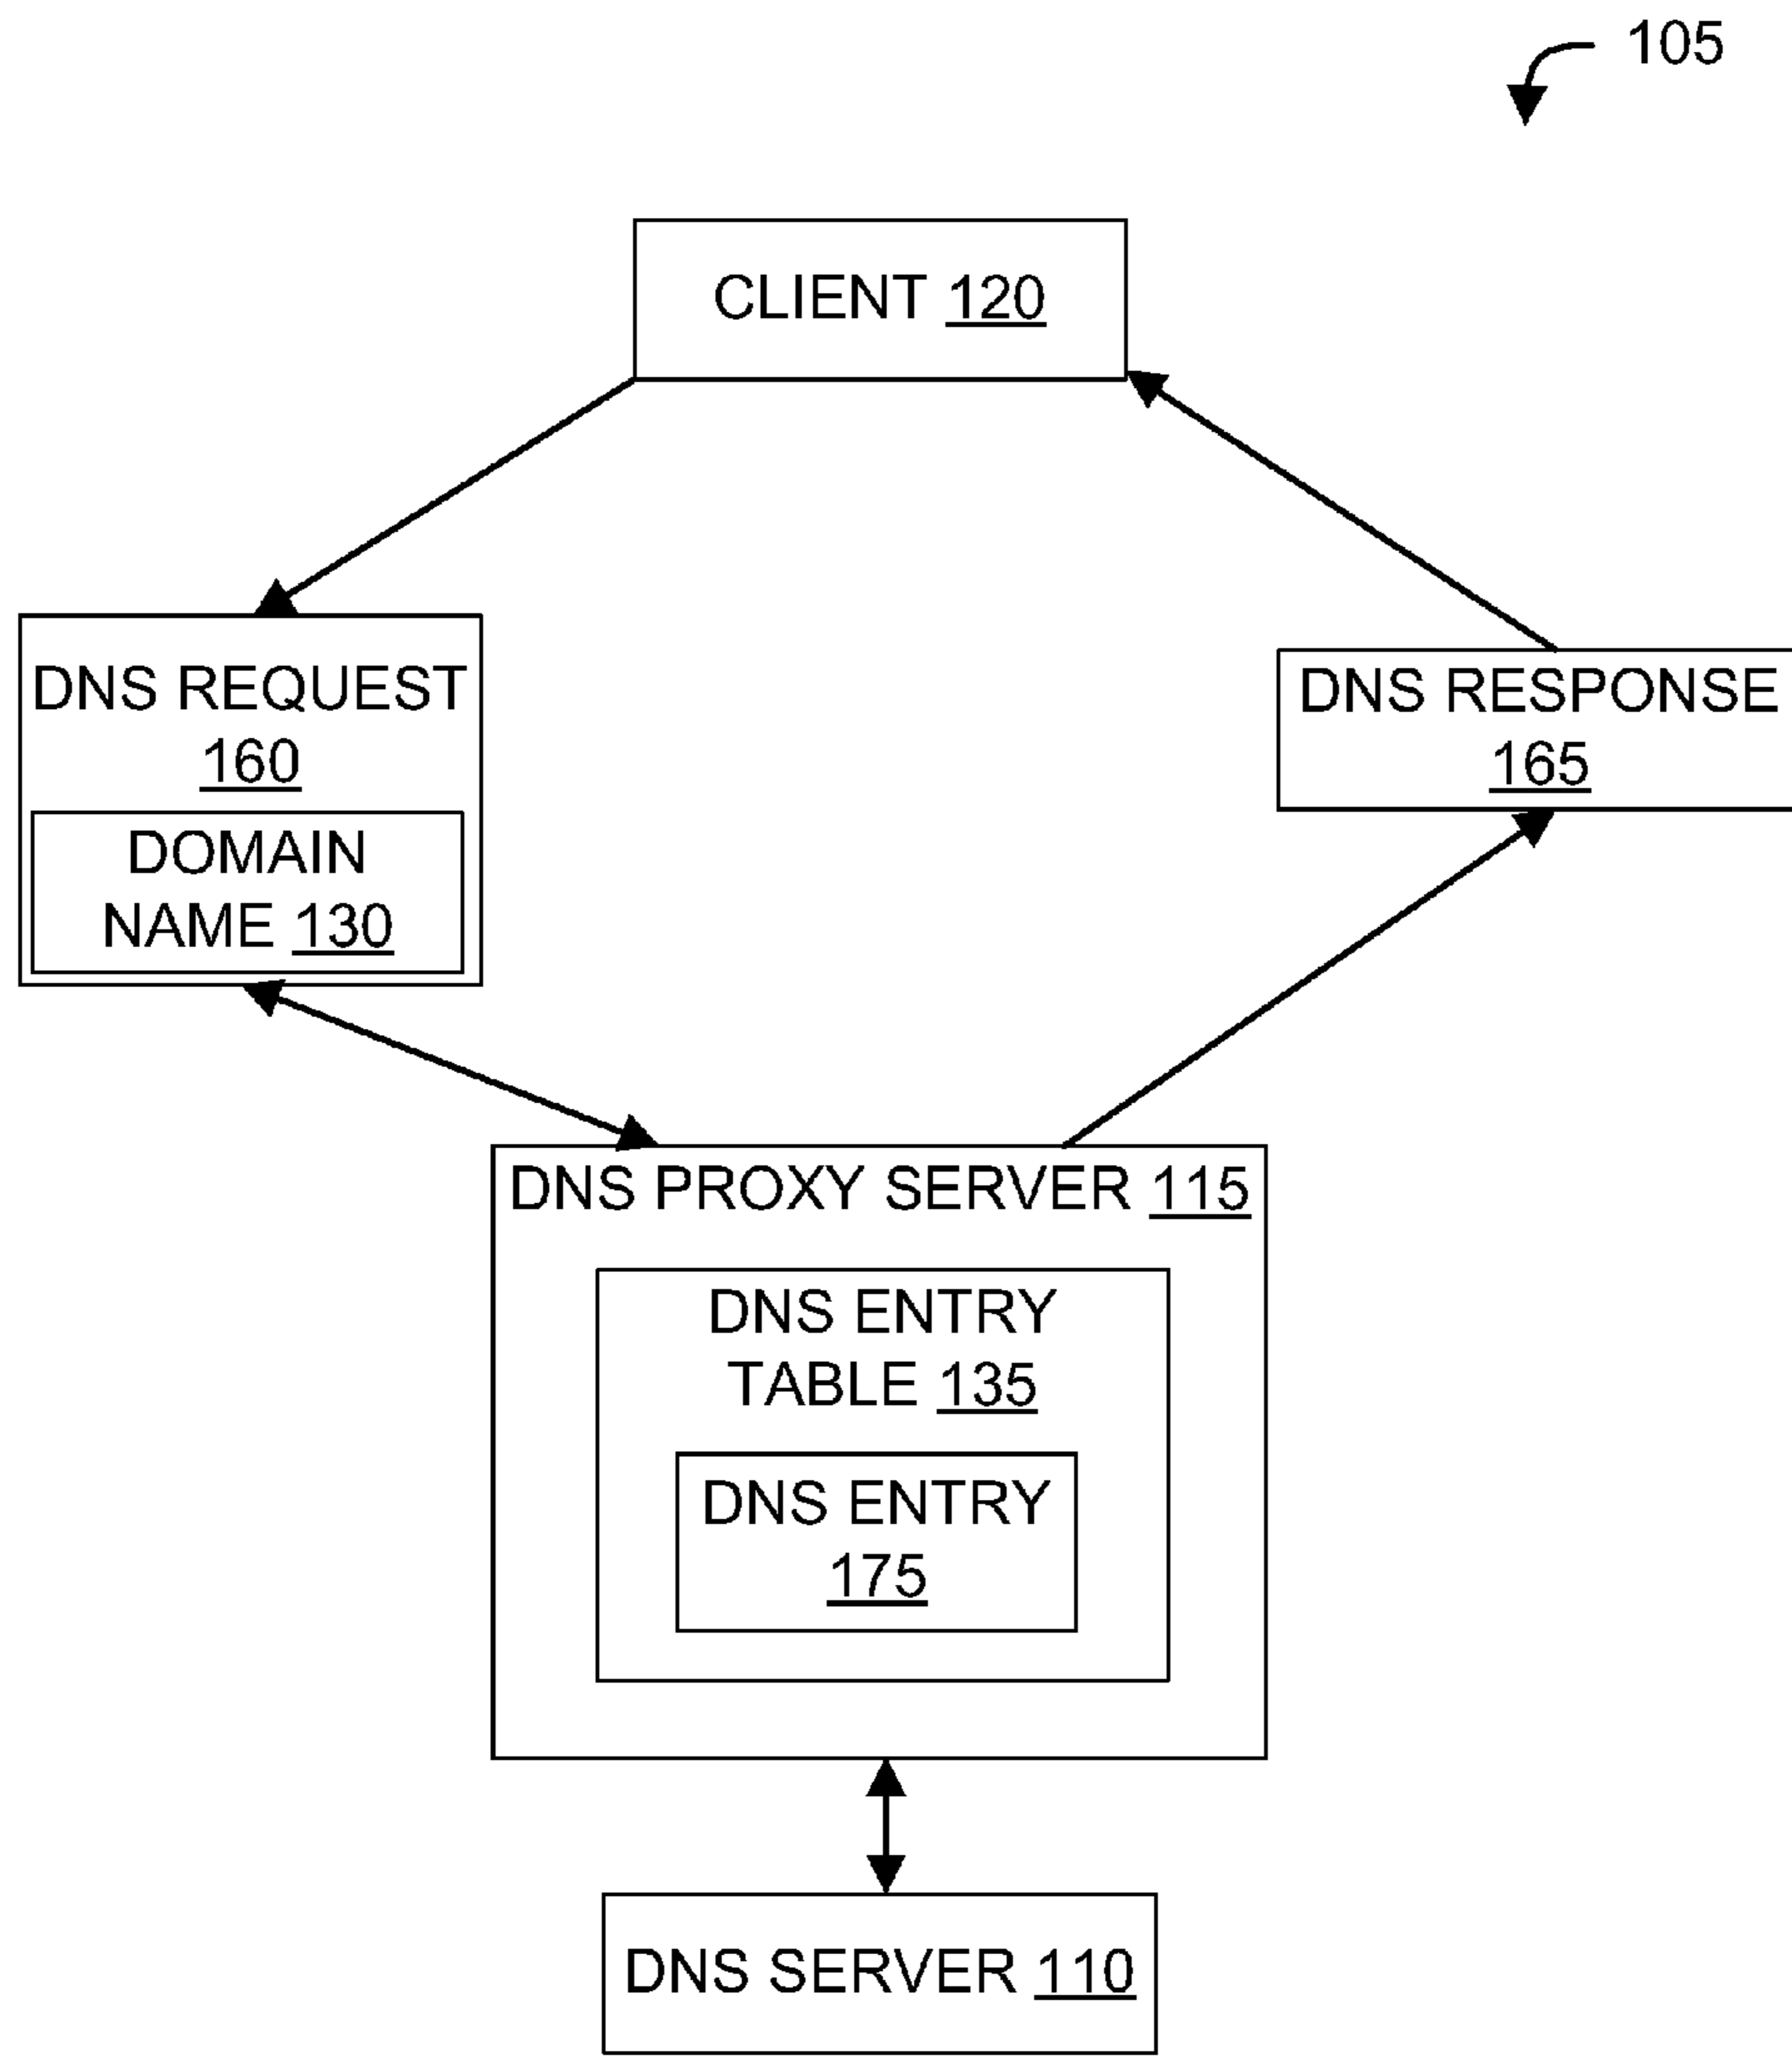 105
CLIENT 120
DNS REQUEST
160
DOMAIN
NAME 130
DNS RESPONSE
165
DNS PROXY SERVER 115
DNS ENTRY
TABLE 135
DNS ENTRY
175
DNS SERVER 110